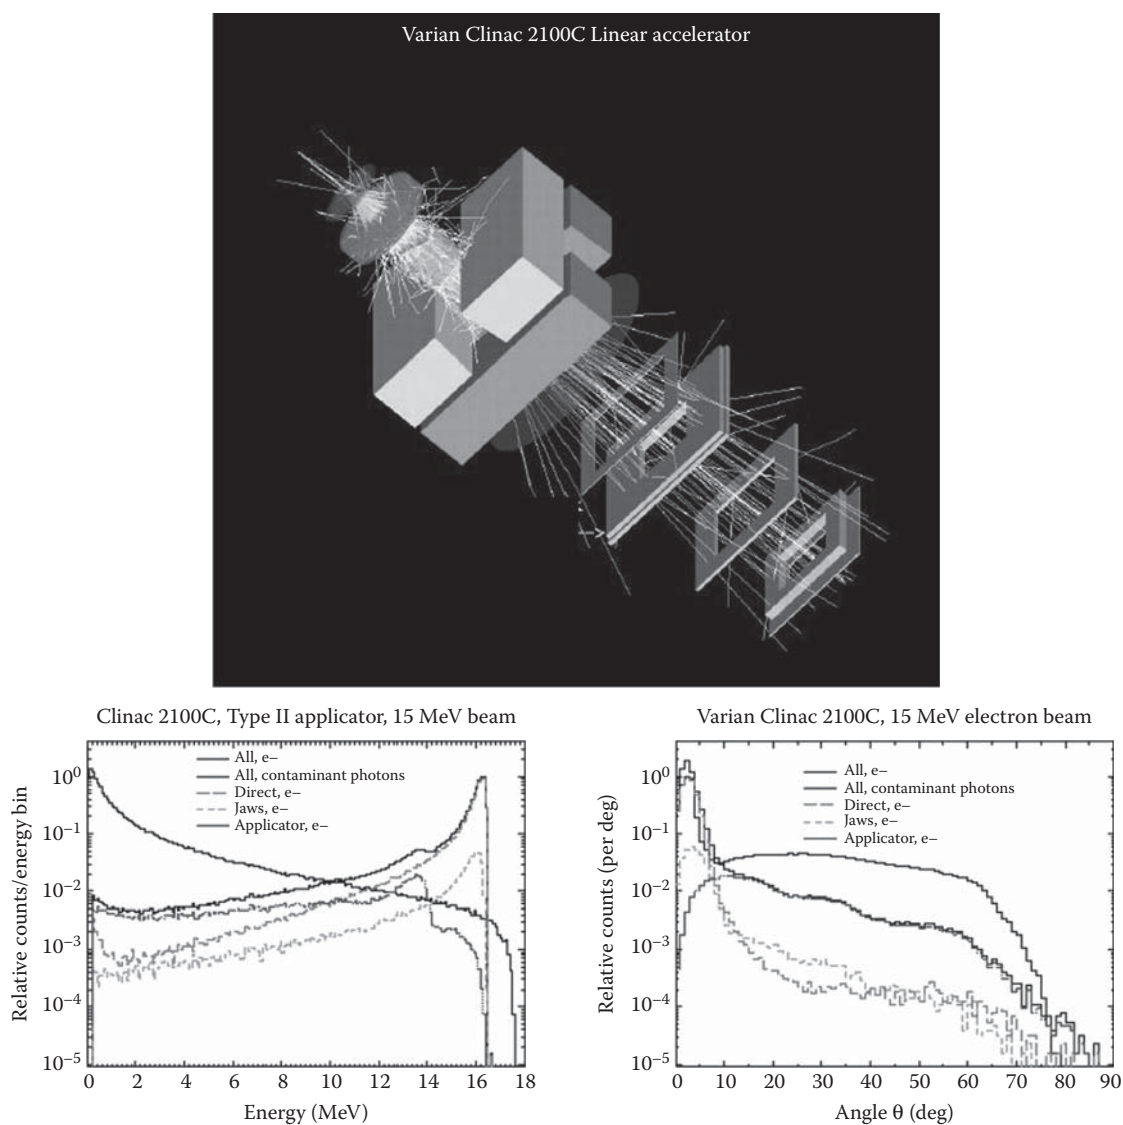 Varian Clinac 2100C Linear accelerator
Clinac 2100C, Type II applicator, 15 MeV beam
Relative counts/energy bin
10⁰
10⁻¹
10⁻²
10⁻³
10⁻⁴
10⁻⁵
All, e−
All, contaminant photons
Direct, e−
Jaws, e−
Applicator, e−
0 2 4 6 8 10 12 14 16 18
Energy (MeV)
Varian Clinac 2100C, 15 MeV electron beam
Relative counts (per deg)
10⁰
10⁻¹
10⁻²
10⁻³
10⁻⁴
10⁻⁵
All, e−
All, contaminant photons
Direct, e−
Jaws, e−
Applicator, e−
0 10 20 30 40 50 60 70 80 90
Angle θ (deg)